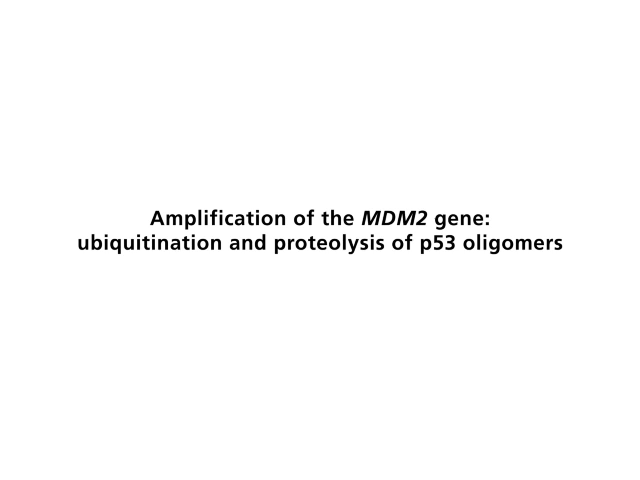 Amplification of the MDM2 gene:
ubiquitination and proteolysis of p53 oligomers